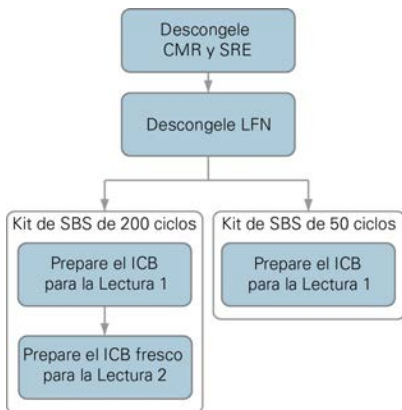 Descongele
CMR y SRE
Descongele LFN
Kit de SBS de 200 ciclos
Prepare el ICB
para la Lectura 1
Prepare el ICB fresco
para la Lectura 2
Kit de SBS de 50 ciclos
Prepare el ICB
para la Lectura 1